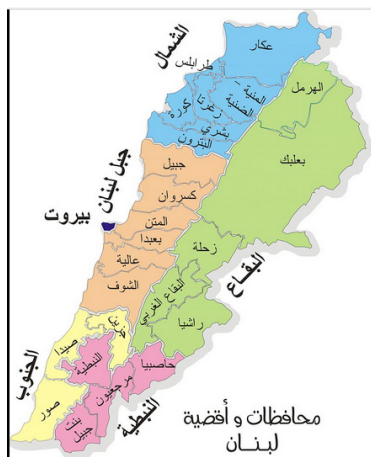 الشمال
عكار
طرابلس
المنية
الضنية
زغرتا
كورة
بشري
البترون
الهرمل
بعلبك
جبل لبنان
جبيل
كسروان
المتن
بعبدا
عالية
الشوف
بيروت
زحلة
البقاع الغربي
راشيا
البقاع
جزين
صيدا
صور
الجنوب
النبطية
حاصبيا
مرجعيون
بنت
جبيل
النبطية
محافظات و أقضية
لبنان